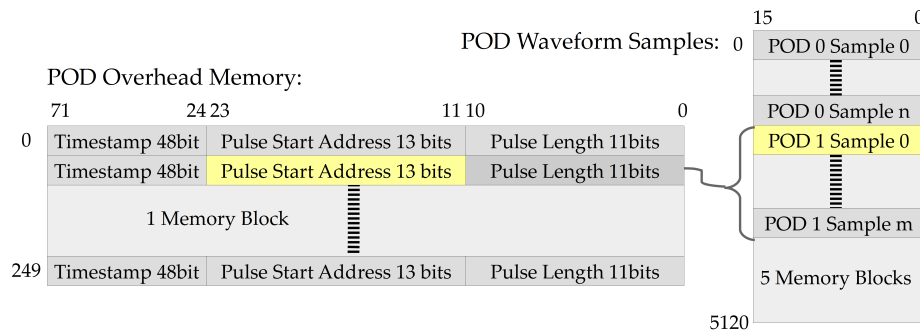 15 0
POD Waveform Samples: 0 POD 0 Sample 0
POD Overhead Memory:
71 24 23 11 10 0 POD 0 Sample n
0 Timestamp 48bit Pulse Start Address 13 bits Pulse Length 11bits POD 1 Sample 0
Timestamp 48bit Pulse Start Address 13 bits Pulse Length 11bits
1 Memory Block POD 1 Sample m
249 Timestamp 48bit Pulse Start Address 13 bits Pulse Length 11bits 5 Memory Blocks
5120